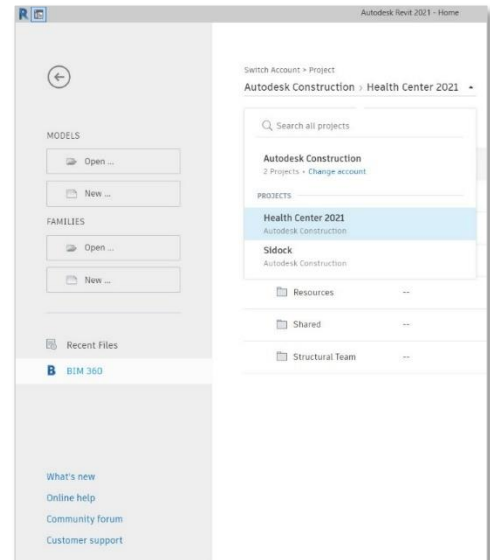 R
Autodesk Revit 2021 - Home
MODELS
Open ...
New ...
FAMILIES
Open ...
New ...
Recent Files
B BIM 360
What's new
Online help
Community forum
Customer support
Switch Account > Project
Autodesk Construction > Health Center 2021
Search all projects
Autodesk Construction
2 Projects • Change account
PROJECTS
Health Center 2021
Autodesk Construction
Sidock
Autodesk Construction
Resources --
Shared --
Structural Team --